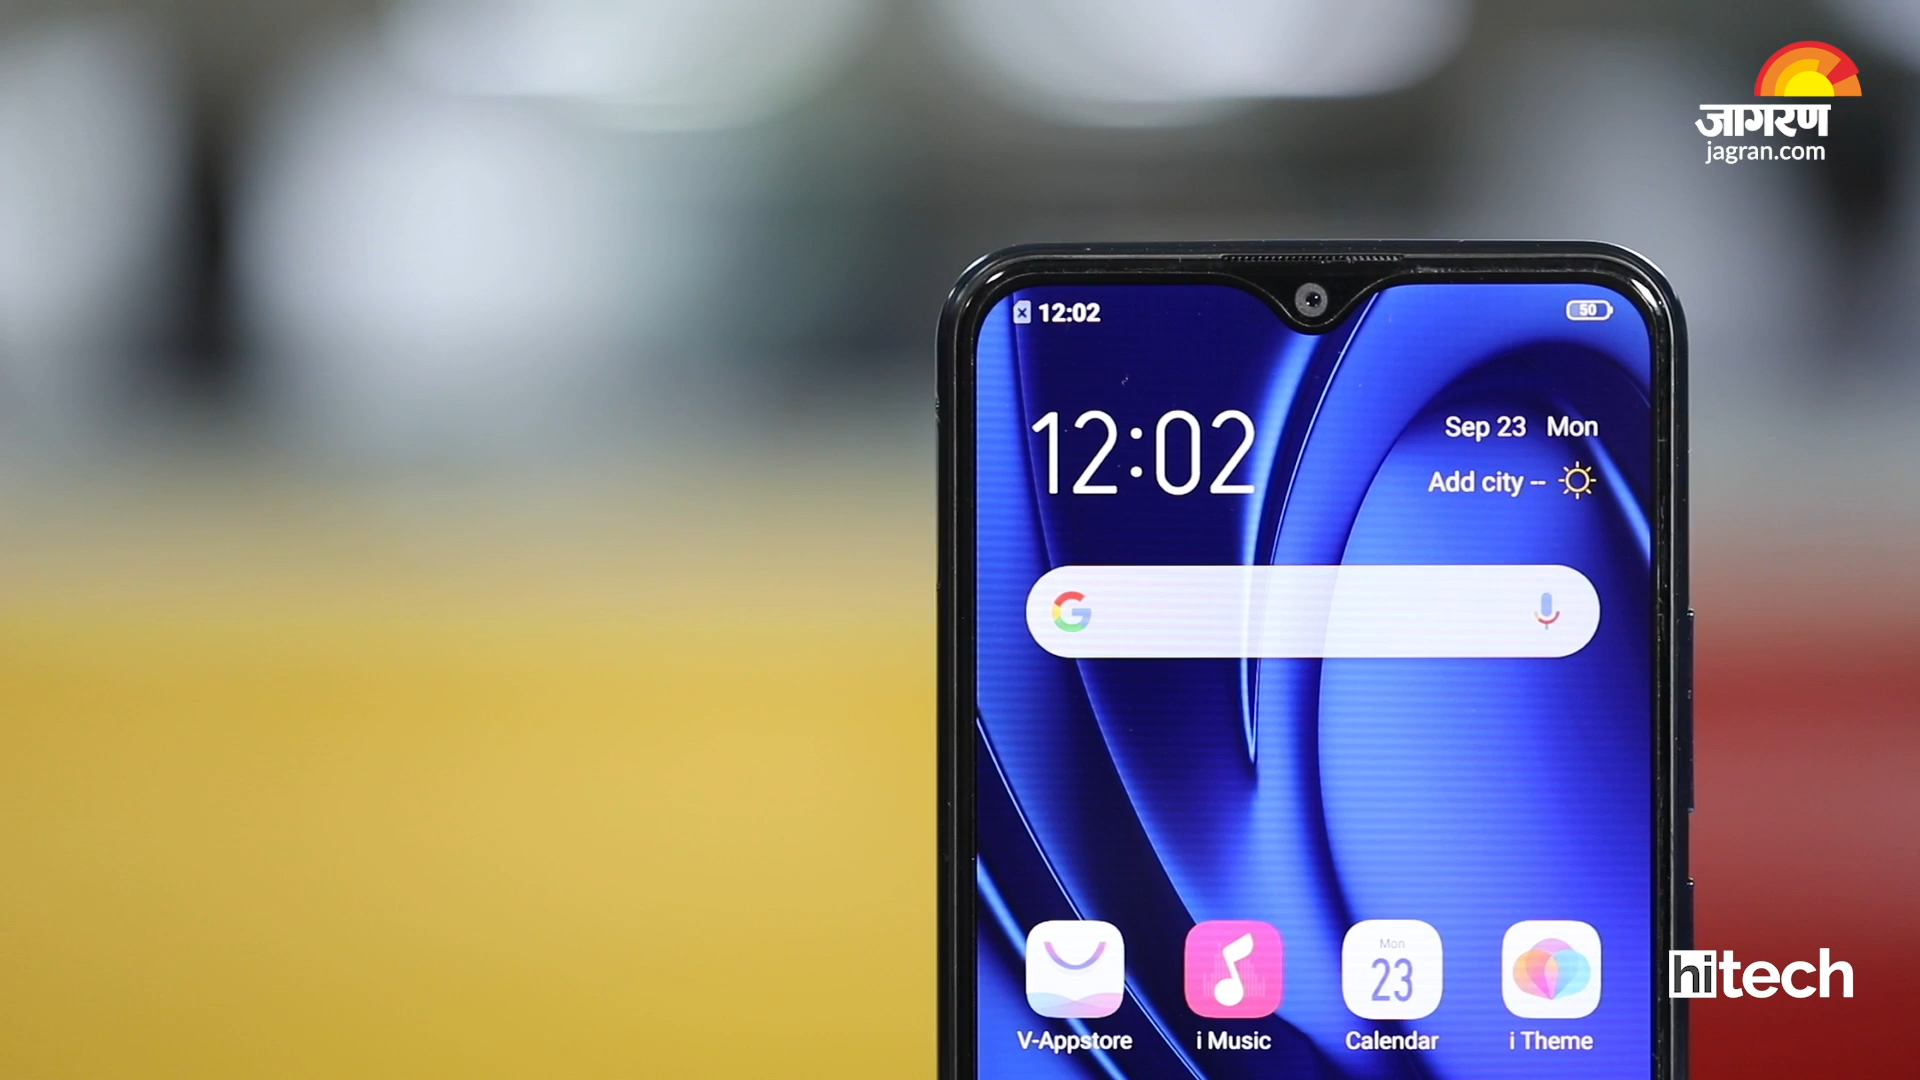 जागरण
jagran.com
12:02
50
12:02
Sep 23 Mon
Add city --
Mon
23
V-Appstore
i Music
Calendar
i Theme
hitech